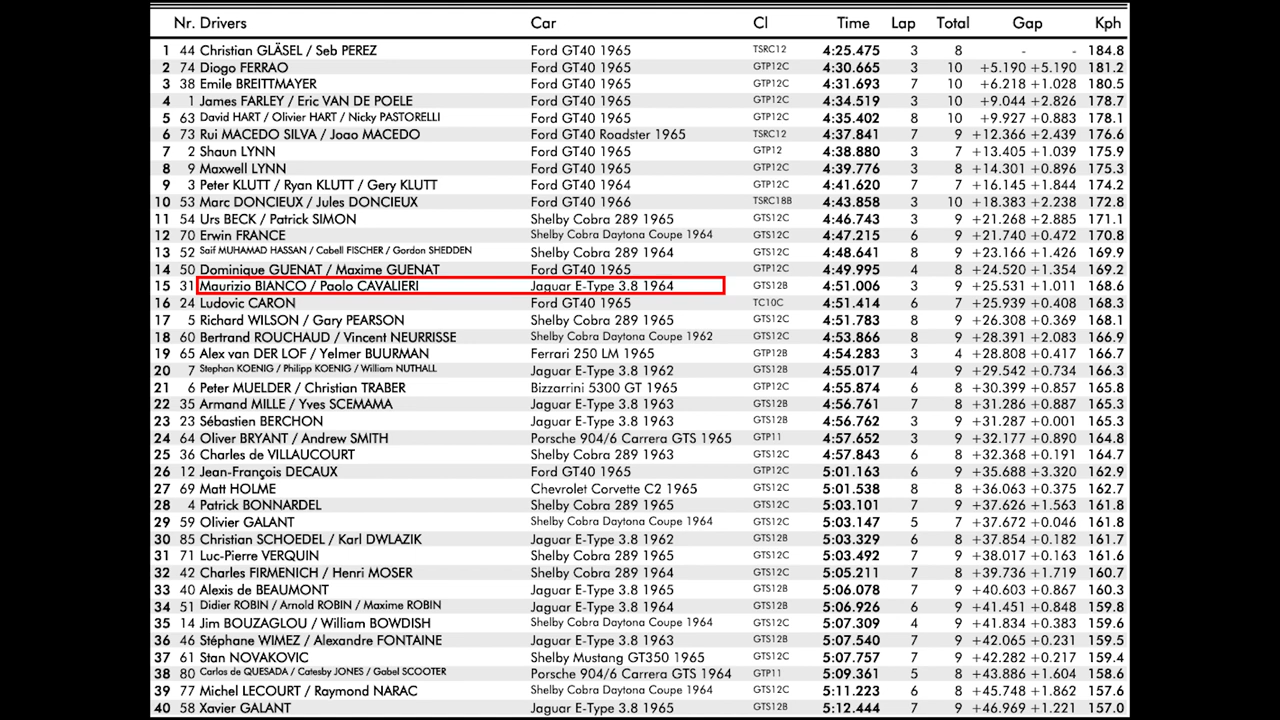 Nr. Drivers Car Cl Time Lap Total Gap Kph
1 44 Christian GLÄSEL / Seb PEREZ Ford GT40 1965 TSRC12 4:25.475 3 8 - - 184.8
2 74 Diogo FERRAO Ford GT40 1965 GTP12C 4:30.665 3 10 +5.190 +5.190 181.2
3 38 Emile BREITTMAYER Ford GT40 1965 GTP12C 4:31.693 7 10 +6.218 +1.028 180.5
4 1 James FARLEY / Eric VAN DE POELE Ford GT40 1965 GTP12C 4:34.519 3 10 +9.044 +2.826 178.7
5 63 David HART / Olivier HART / Nicky PASTORELLI Ford GT40 1965 GTP12C 4:35.402 8 10 +9.927 +0.883 178.1
6 73 Rui MACEDO SILVA / Joao MACEDO Ford GT40 Roadster 1965 TSRC12 4:37.841 7 9 +12.366 +2.439 176.6
7 2 Shaun LYNN Ford GT40 1965 GTP12 4:38.880 3 7 +13.405 +1.039 175.9
8 9 Maxwell LYNN Ford GT40 1965 GTP12C 4:39.776 3 8 +14.301 +0.896 175.3
9 3 Peter KLUTT / Ryan KLUTT / Gery KLUTT Ford GT40 1964 GTP12C 4:41.620 7 7 +16.145 +1.844 174.2
10 53 Marc DONCIEUX / Jules DONCIEUX Ford GT40 1966 TSRC18B 4:43.858 3 10 +18.383 +2.238 172.8
11 54 Urs BECK / Patrick SIMON Shelby Cobra 289 1965 GTS12C 4:46.743 3 9 +21.268 +2.885 171.1
12 70 Erwin FRANCE Shelby Cobra Daytona Coupe 1964 GTS12C 4:47.215 6 9 +21.740 +0.472 170.8
13 52 Saif MUHAMAD HASSAN / Cabell FISCHER / Gordon SHEDDEN Shelby Cobra 289 1964 GTS12C 4:48.641 8 9 +23.166 +1.426 169.9
14 50 Dominique GUENAT / Maxime GUENAT Ford GT40 1965 GTP12C 4:49.995 4 8 +24.520 +1.354 169.2
15 31 Maurizio BIANCO / Paolo CAVALIERI Jaguar E-Type 3.8 1964 GTS12B 4:51.006 3 9 +25.531 +1.011 168.6
16 24 Ludovic CARON Ford GT40 1965 TC10C 4:51.414 6 7 +25.939 +0.408 168.3
17 5 Richard WILSON / Gary PEARSON Shelby Cobra 289 1965 GTS12C 4:51.783 8 9 +26.308 +0.369 168.1
18 60 Bertrand ROUCHAUD / Vincent NEURRISSE Shelby Cobra Daytona Coupe 1962 GTS12C 4:53.866 8 9 +28.391 +2.083 166.9
19 65 Alex van DER LOF / Yelmer BUURMAN Ferrari 250 LM 1965 GTP12B 4:54.283 3 4 +28.808 +0.417 166.7
20 7 Stephan KOENIG / Philipp KOENIG / William NUTHALL Jaguar E-Type 3.8 1962 GTS12B 4:55.017 4 9 +29.542 +0.734 166.3
21 6 Peter MUELDER / Christian TRABER Bizzarrini 5300 GT 1965 GTP12C 4:55.874 6 8 +30.399 +0.857 165.8
22 35 Armand MILLE / Yves SCEMAMA Jaguar E-Type 3.8 1963 GTS12B 4:56.761 7 8 +31.286 +0.887 165.3
23 23 Sébastien BERCHON Jaguar E-Type 3.8 1963 GTS12B 4:56.762 3 9 +31.287 +0.001 165.3
24 64 Oliver BRYANT / Andrew SMITH Porsche 904/6 Carrera GTS 1965 GTP11 4:57.652 3 9 +32.177 +0.890 164.8
25 36 Charles de VILLAUCOURT Shelby Cobra 289 1963 GTS12C 4:57.843 6 8 +32.368 +0.191 164.7
26 12 Jean-François DECAUX Ford GT40 1965 GTP12C 5:01.163 6 9 +35.688 +3.320 162.9
27 69 Matt HOLME Chevrolet Corvette C2 1965 GTS12C 5:01.538 8 8 +36.063 +0.375 162.7
28 4 Patrick BONNARDEL Shelby Cobra 289 1965 GTS12C 5:03.101 7 9 +37.626 +1.563 161.8
29 59 Olivier GALANT Shelby Cobra Daytona Coupe 1964 GTS12C 5:03.147 5 7 +37.672 +0.046 161.8
30 85 Christian SCHOEDEL / Karl DWLAZIK Jaguar E-Type 3.8 1962 GTS12B 5:03.329 6 8 +37.854 +0.182 161.7
31 71 Luc-Pierre VERQUIN Shelby Cobra 289 1965 GTS12C 5:03.492 7 9 +38.017 +0.163 161.6
32 42 Charles FIRMENICH / Henri MOSER Shelby Cobra 289 1964 GTS12C 5:05.211 7 8 +39.736 +1.719 160.7
33 40 Alexis de BEAUMONT Jaguar E-Type 3.8 1965 GTS12B 5:06.078 7 9 +40.603 +0.867 160.3
34 51 Didier ROBIN / Arnold ROBIN / Maxime ROBIN Jaguar E-Type 3.8 1964 GTS12B 5:06.926 6 9 +41.451 +0.848 159.8
35 14 Jim BOUZAGLOU / William BOWDISH Shelby Cobra Daytona Coupe 1964 GTS12C 5:07.309 4 9 +41.834 +0.383 159.6
36 46 Stéphane WIMEZ / Alexandre FONTAINE Jaguar E-Type 3.8 1963 GTS12B 5:07.540 7 9 +42.065 +0.231 159.5
37 61 Stan NOVAKOVIC Shelby Mustang GT350 1965 GTS12C 5:07.757 7 9 +42.282 +0.217 159.4
38 80 Carlos de QUESADA / Catesby JONES / Gabel SCOOTER Porsche 904/6 Carrera GTS 1964 GTP11 5:09.361 5 8 +43.886 +1.604 158.6
39 77 Michel LECOURT / Raymond NARAC Shelby Cobra Daytona Coupe 1964 GTS12C 5:11.223 6 8 +45.748 +1.862 157.6
40 58 Xavier GALANT Jaguar E-Type 3.8 1965 GTS12B 5:12.444 7 9 +46.969 +1.221 157.0